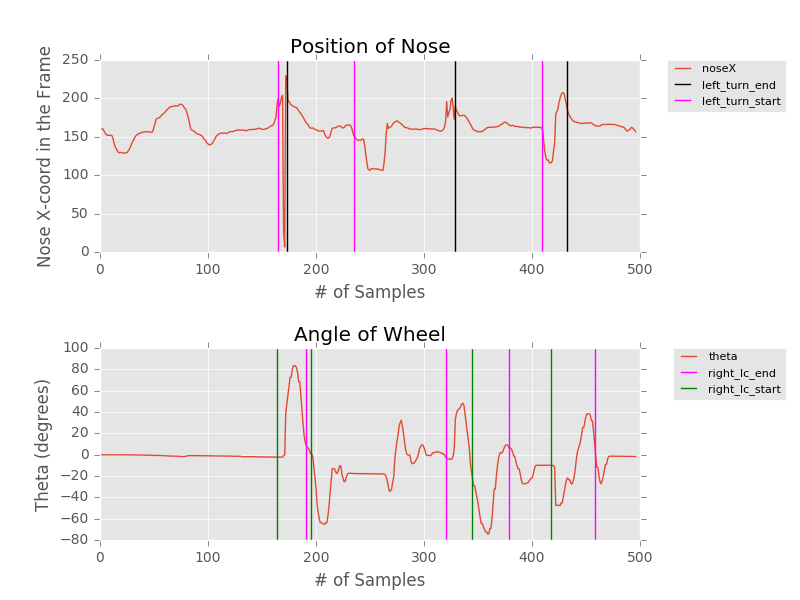 Position of Nose
250
200
150
100
50
0
Nose X-coord in the Frame
0 100 200 300 400 500
# of Samples
noseX
left_turn_end
left_turn_start
Angle of Wheel
100
80
60
40
20
0
−20
−40
−60
−80
Theta (degrees)
0 100 200 300 400 500
# of Samples
theta
right_lc_end
right_lc_start